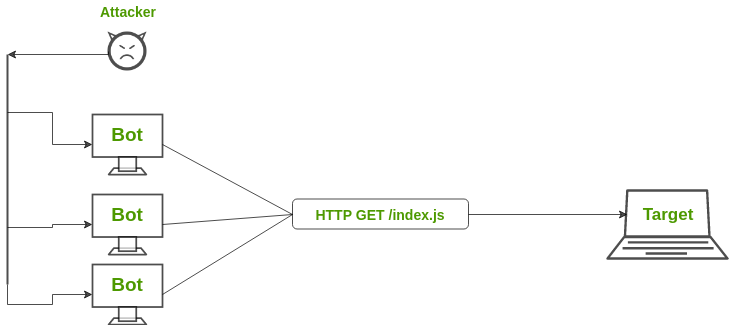 Attacker
Bot
Bot
HTTP GET /index.js
Target
Bot